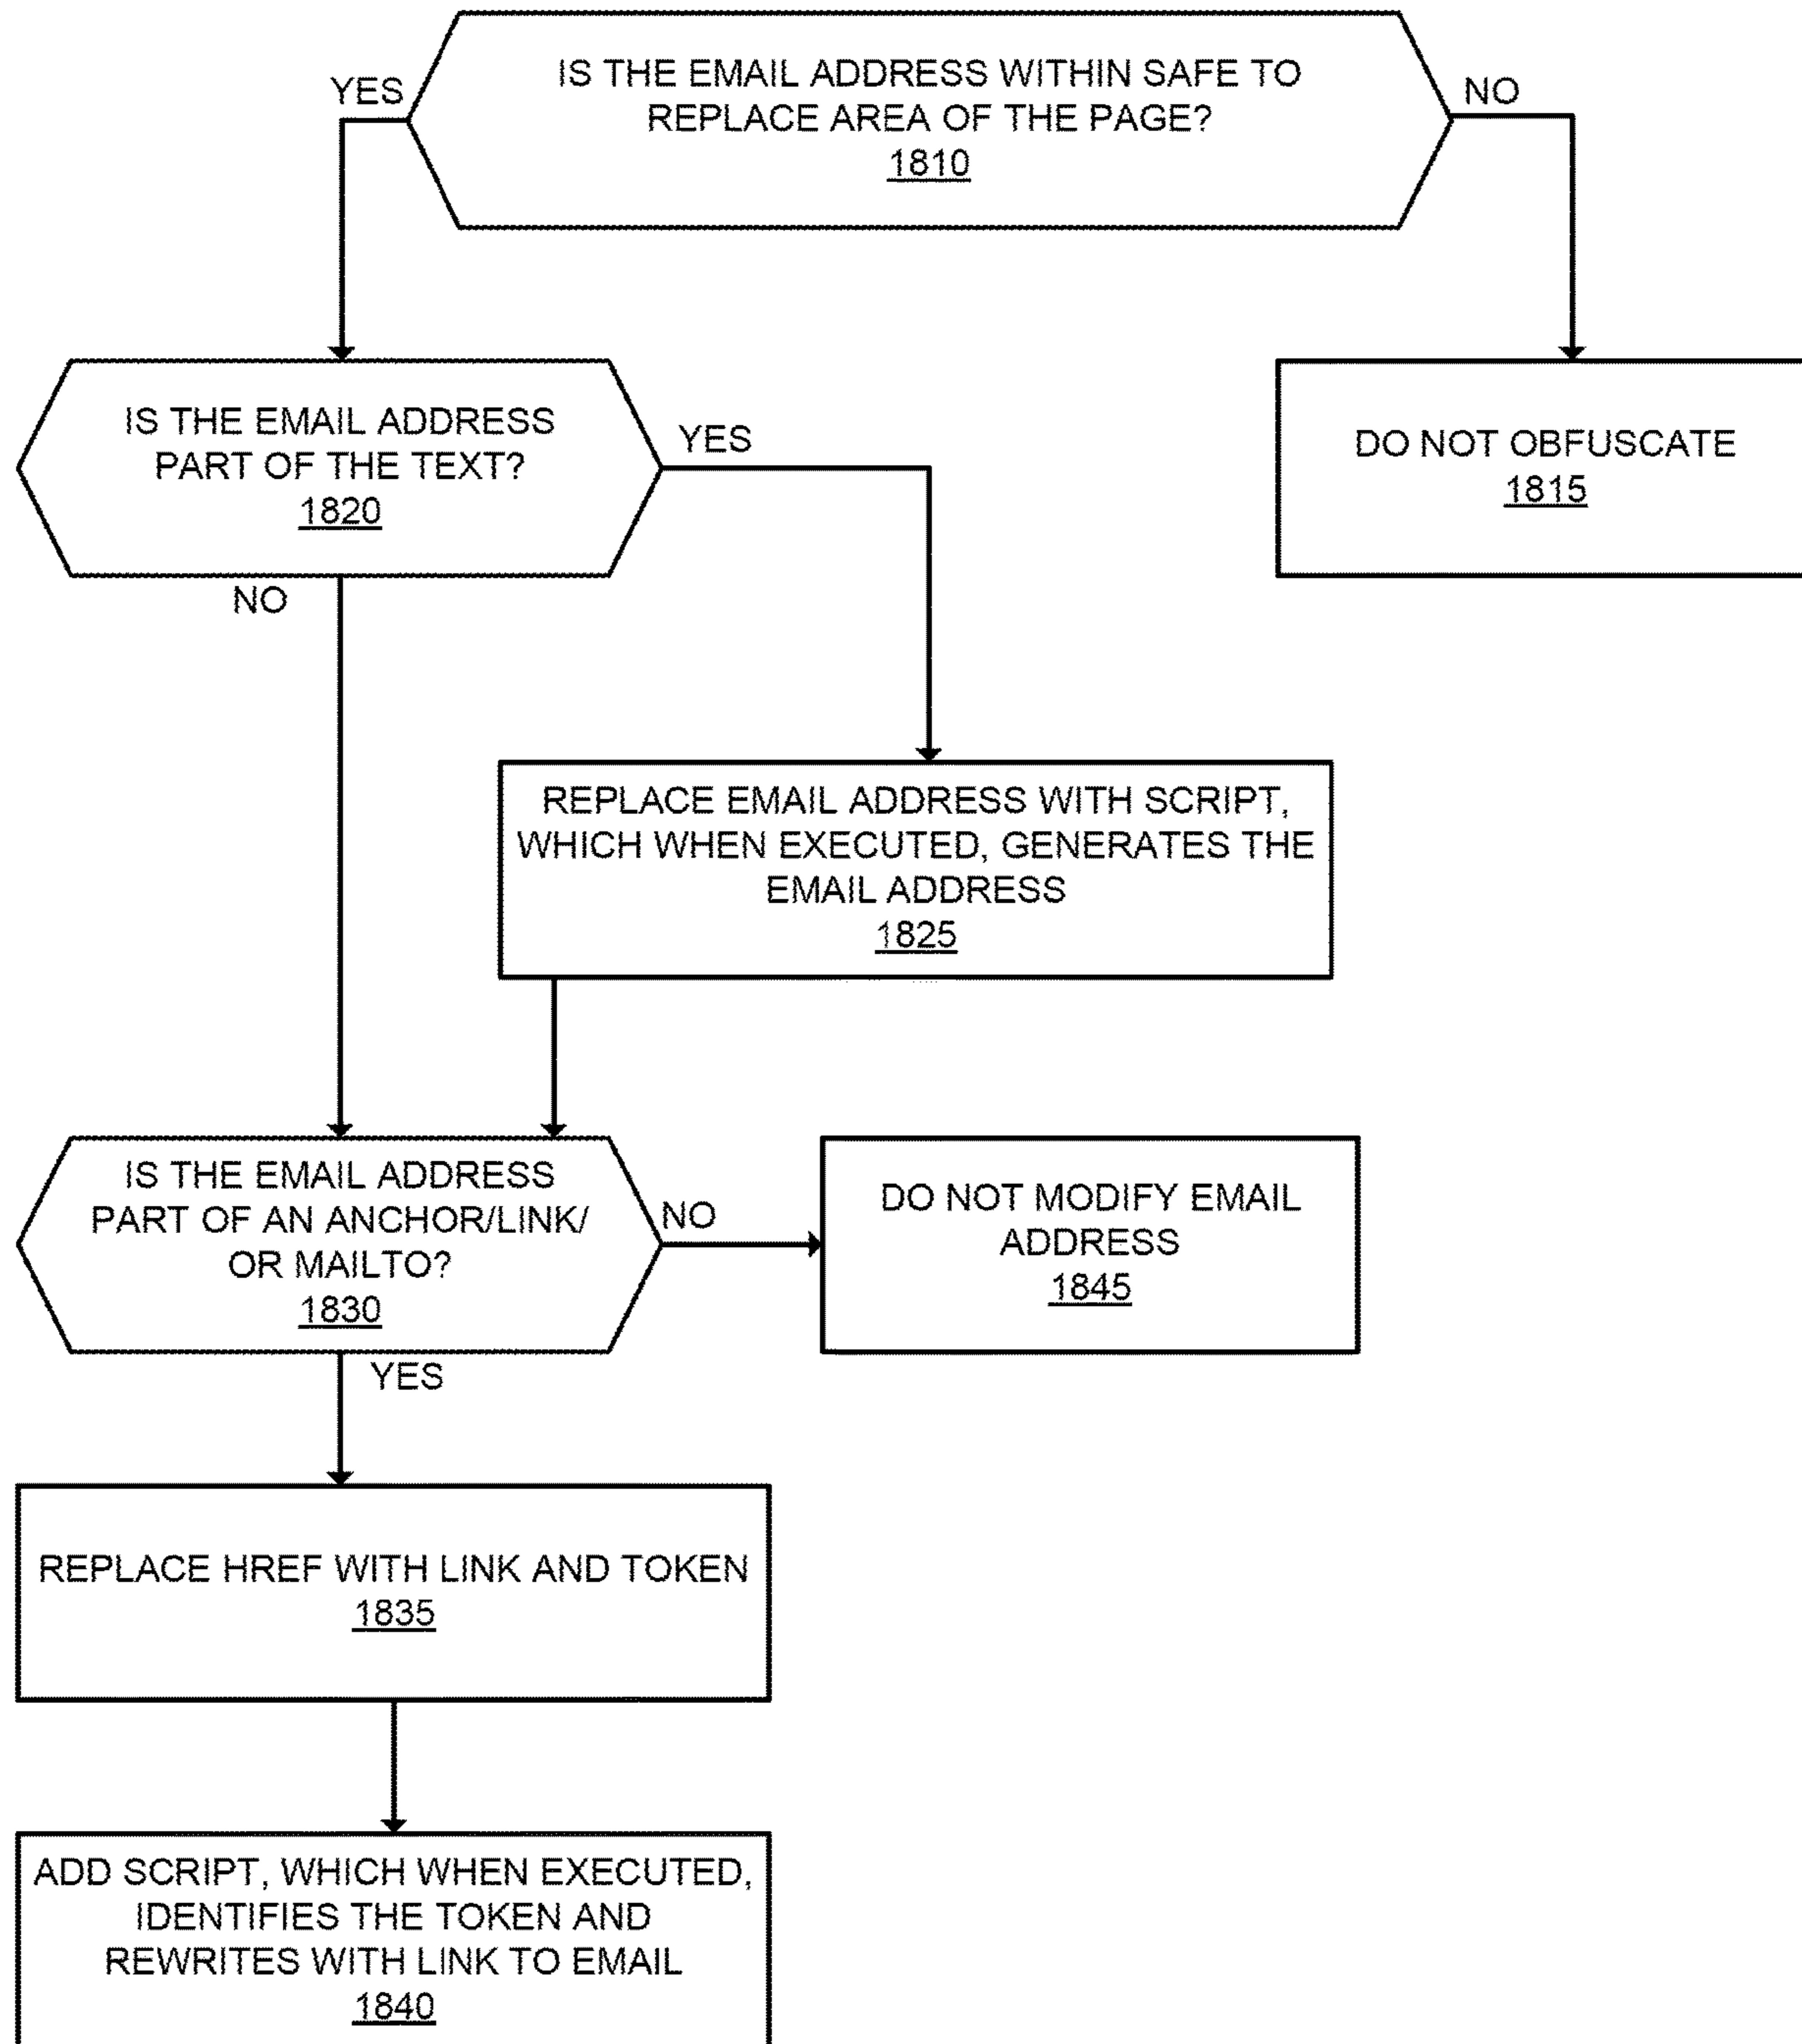 IS THE EMAIL ADDRESS WITHIN SAFE TO
REPLACE AREA OF THE PAGE?
1810
YES
NO
IS THE EMAIL ADDRESS
PART OF THE TEXT?
1820
YES
NO
DO NOT OBFUSCATE
1815
REPLACE EMAIL ADDRESS WITH SCRIPT,
WHICH WHEN EXECUTED, GENERATES THE
EMAIL ADDRESS
1825
IS THE EMAIL ADDRESS
PART OF AN ANCHOR/LINK/
OR MAILTO?
1830
NO
YES
DO NOT MODIFY EMAIL
ADDRESS
1845
REPLACE HREF WITH LINK AND TOKEN
1835
ADD SCRIPT, WHICH WHEN EXECUTED,
IDENTIFIES THE TOKEN AND
REWRITES WITH LINK TO EMAIL
1840